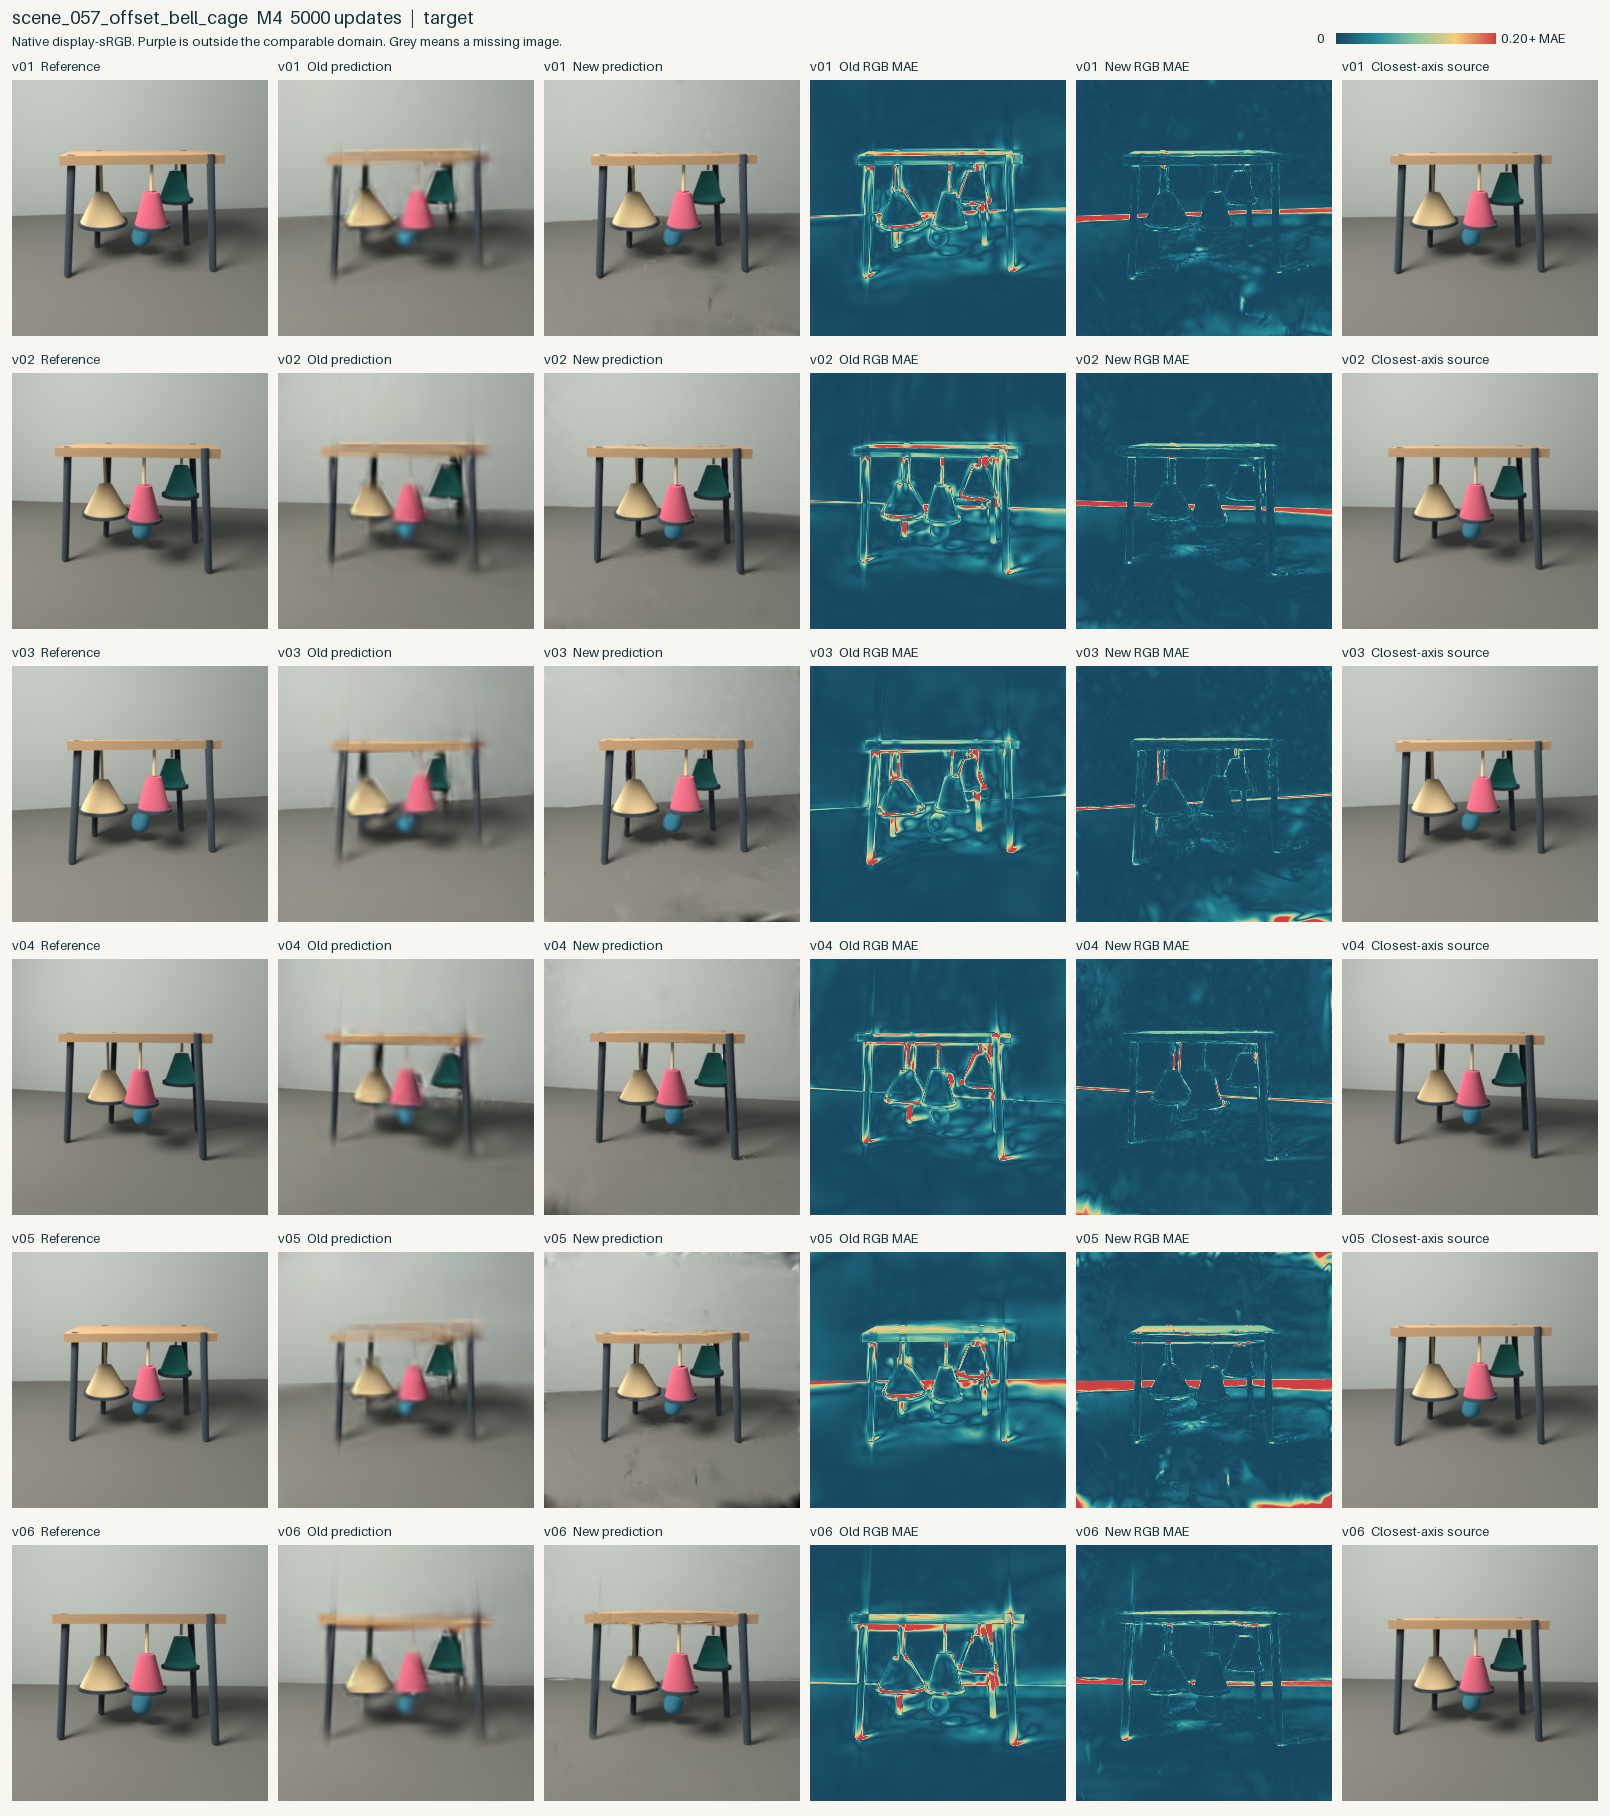 scene_057_offset_bell_cage M4 5000 updates | target
Native display-sRGB. Purple is outside the comparable domain. Grey means a missing image.
0 0.20+ MAE
v01 Reference v01 Old prediction v01 New prediction v01 Old RGB MAE v01 New RGB MAE v01 Closest-axis source
v02 Reference v02 Old prediction v02 New prediction v02 Old RGB MAE v02 New RGB MAE v02 Closest-axis source
v03 Reference v03 Old prediction v03 New prediction v03 Old RGB MAE v03 New RGB MAE v03 Closest-axis source
v04 Reference v04 Old prediction v04 New prediction v04 Old RGB MAE v04 New RGB MAE v04 Closest-axis source
v05 Reference v05 Old prediction v05 New prediction v05 Old RGB MAE v05 New RGB MAE v05 Closest-axis source
v06 Reference v06 Old prediction v06 New prediction v06 Old RGB MAE v06 New RGB MAE v06 Closest-axis source